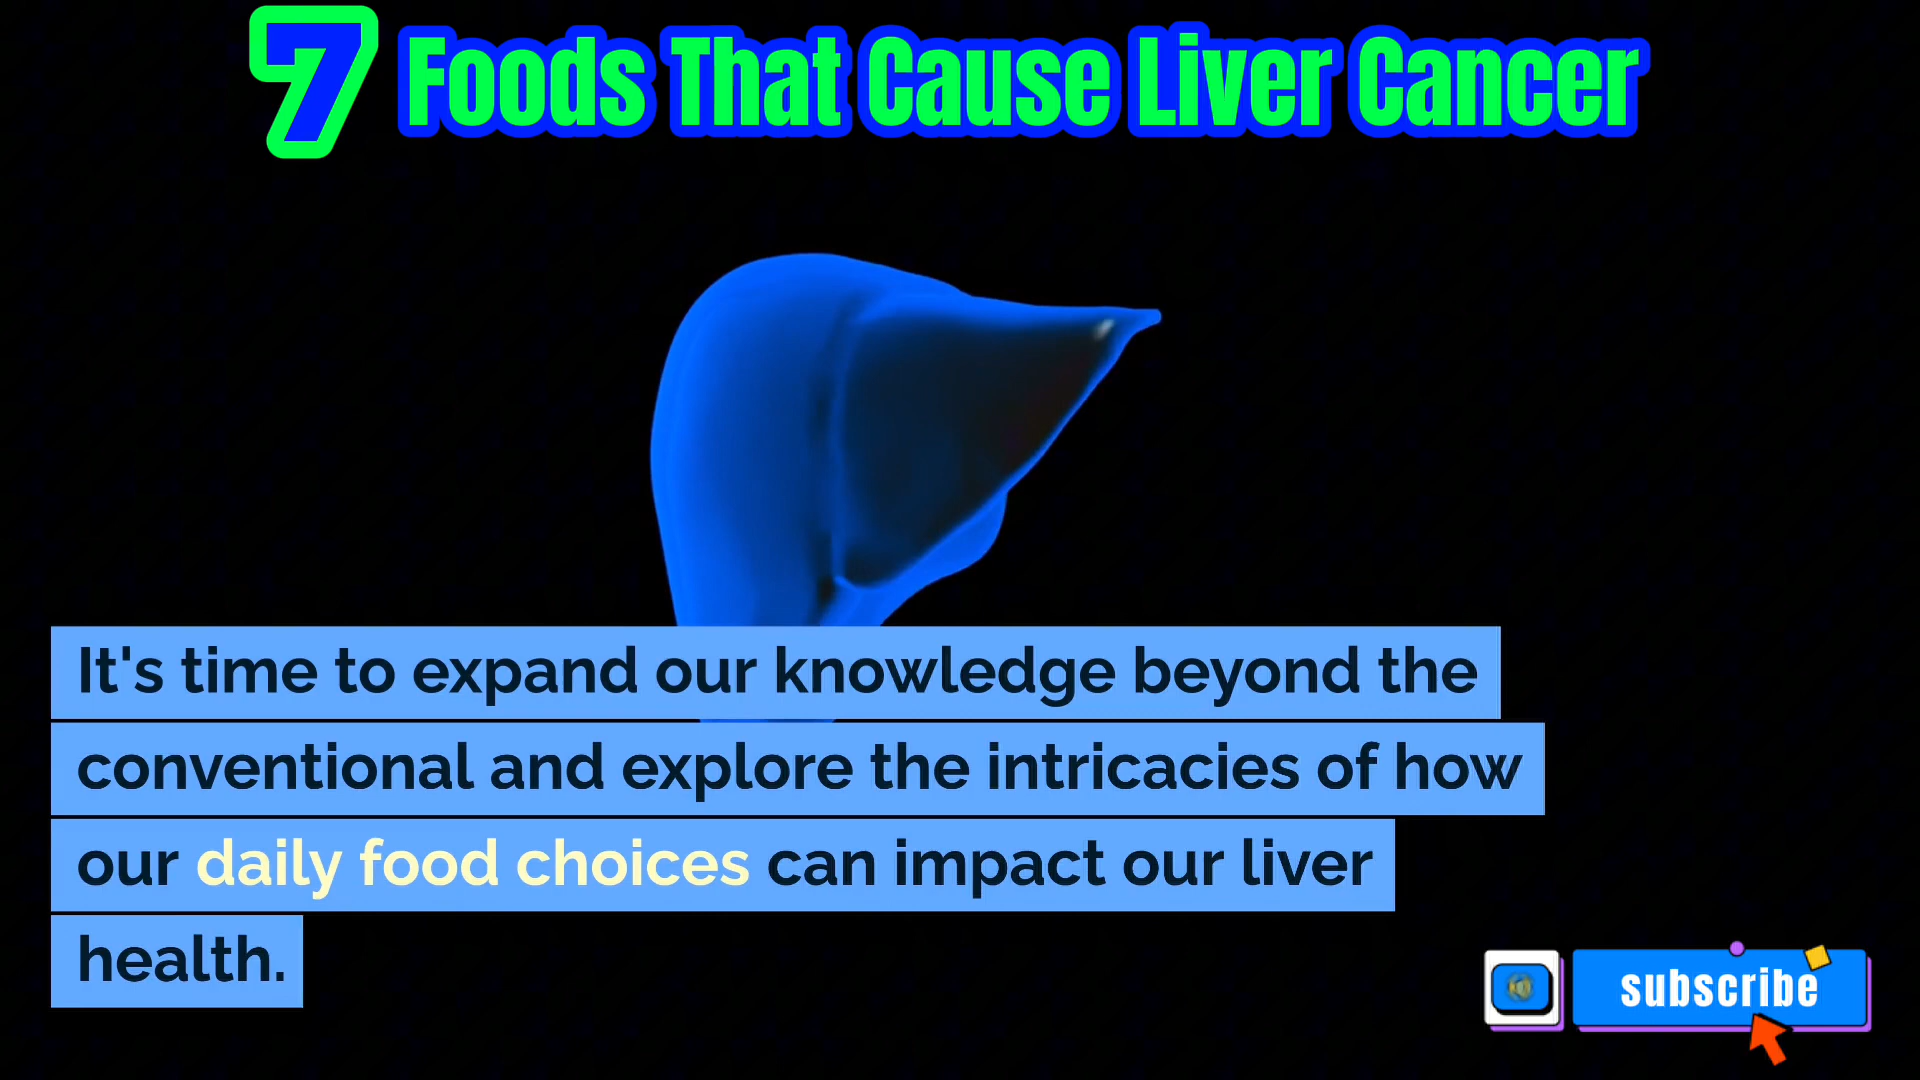 7 Foods That Cause Liver Cancer
It's time to expand our knowledge beyond the
conventional and explore the intricacies of how
our daily food choices can impact our liver
health.
subscribe